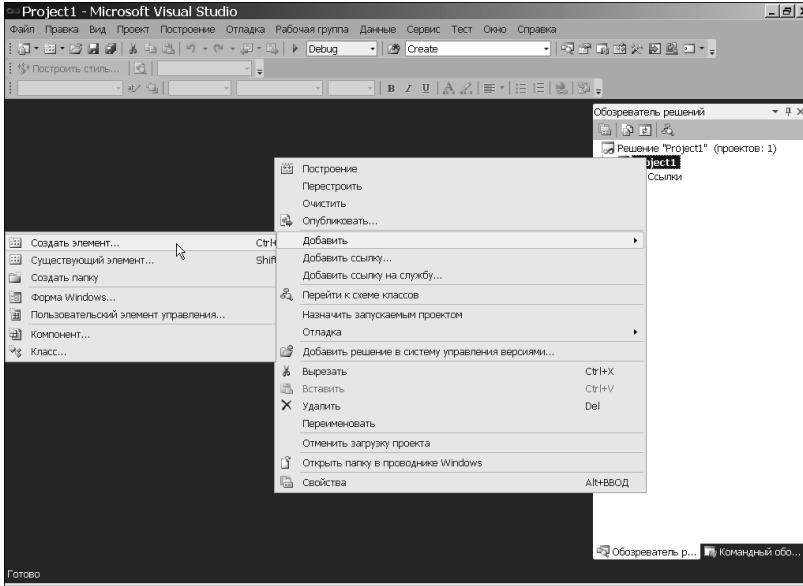 Project1 - Microsoft Visual Studio
Файл Правка Вид Проект Построение Отладка Рабочая группа Данные Сервис Тест Окно Справка
Debug Create
Построить стиль...
B I U A
Обозреватель решений
Решение "Project1" (проектов: 1)
oject1
Ссылки
Построение
Перестроить
Очистить
Опубликовать...
Добавить
Добавить ссылку...
Добавить ссылку на службу...
Перейти к схеме классов
Назначить запускаемым проектом
Отладка
Добавить решение в систему управления версиями...
Вырезать Ctrl+X
Вставить Ctrl+V
Удалить Del
Переименовать
Отменить загрузку проекта
Открыть папку в проводнике Windows
Свойства Alt+ВВОД
Создать элемент... Ctrl+
Существующий элемент... Shift
Создать папку
Форма Windows...
Пользовательский элемент управления...
Компонент...
Класс...
Обозреватель р... Командный обо...
Готово